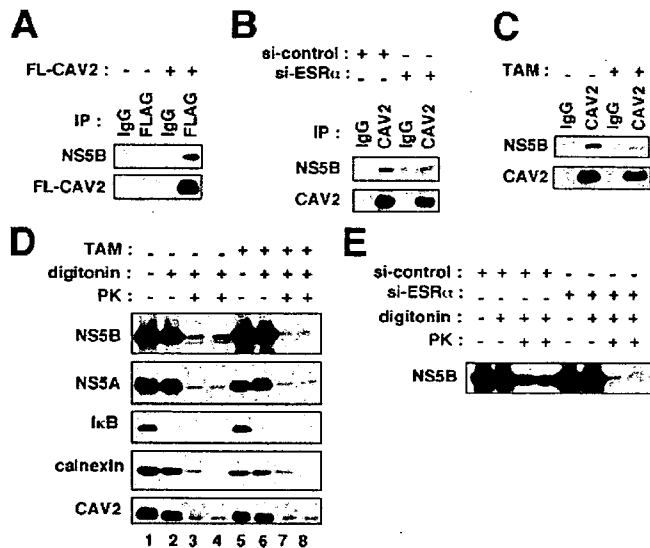 A
FL-CAV2 : - - + +
IP : IgG FLAG IgG FLAG
NS5B
FL-CAV2
B
si-control : + + - -
si-ESRα : - - + +
IP : IgG CAV2 IgG CAV2
NS5B
CAV2
C
TAM : - - + +
IgG CAV2 IgG CAV2
NS5B
CAV2
D
TAM : - - - - + + + +
digitonin : - + + + - + + +
PK : - - + + - - + +
NS5B
NS5A
IκB
calnexin
CAV2
1 2 3 4 5 6 7 8
E
si-control : + + + + - - - -
si-ESRα : - - - - + + + +
digitonin : - + + + - + + +
PK : - - + + - - + +
NS5B